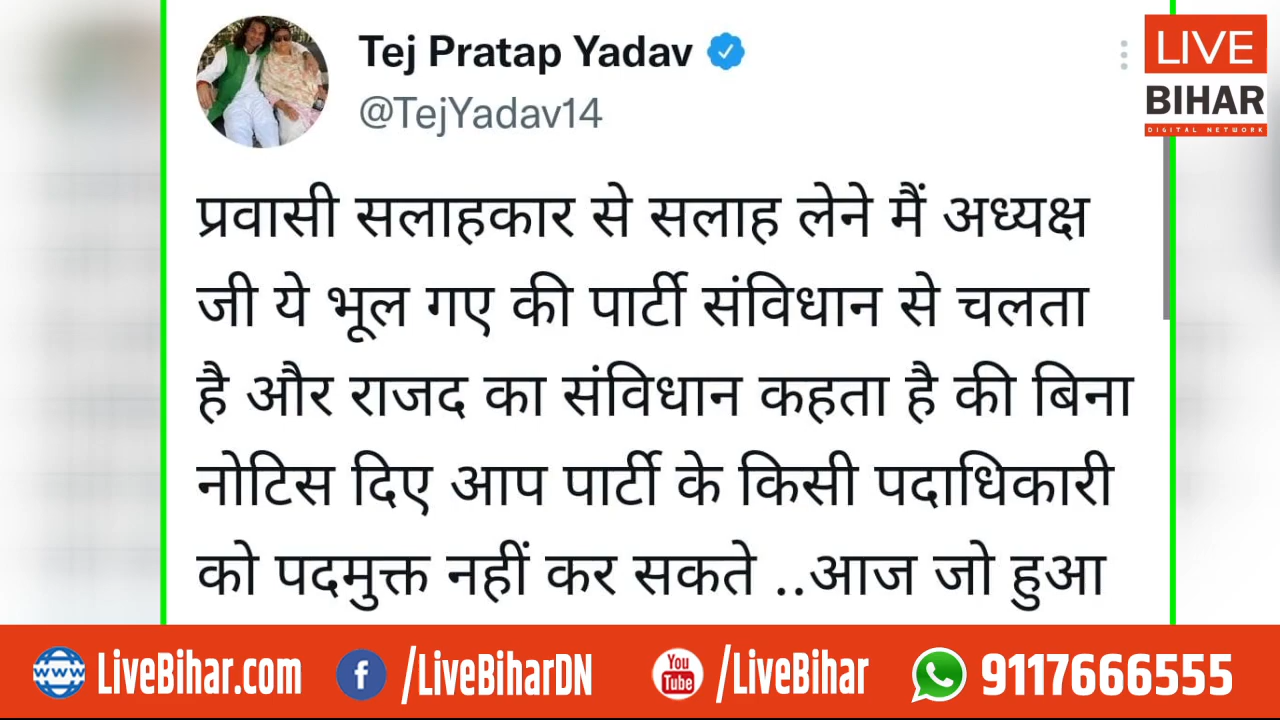 Tej Pratap Yadav
@TejYadav14
LIVE
BIHAR
DIGITAL NETWORK
प्रवासी सलाहकार से सलाह लेने मैं अध्यक्ष
जी ये भूल गए की पार्टी संविधान से चलता
है और राजद का संविधान कहता है की बिना
नोटिस दिए आप पार्टी के किसी पदाधिकारी
को पदमुक्त नहीं कर सकते ..आज जो हुआ
www LiveBihar.com f /LiveBiharDN You Tube /LiveBihar 9117666555